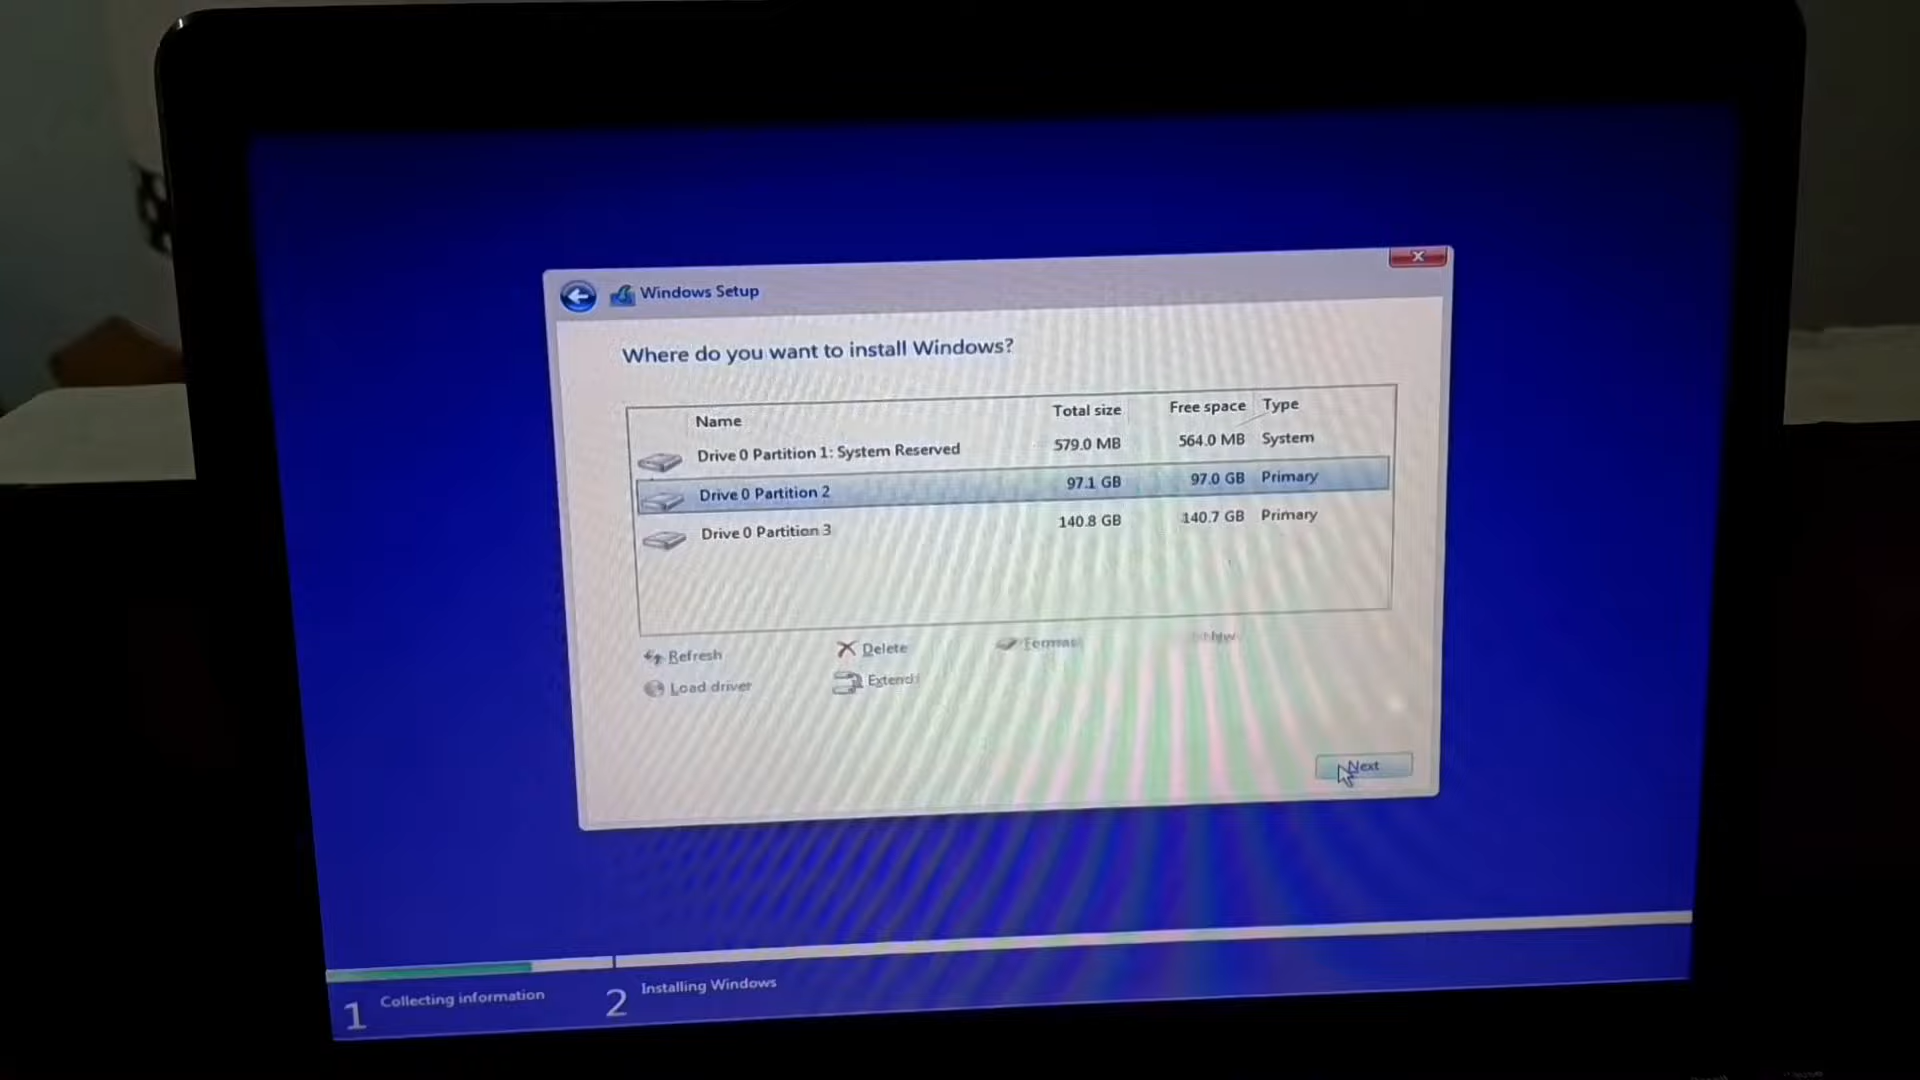 Windows Setup
Where do you want to install Windows?
Name Total size Free space Type
Drive 0 Partition 1: System Reserved 579.0 MB 564.0 MB System
Drive 0 Partition 2 97.1 GB 97.0 GB Primary
Drive 0 Partition 3 140.8 GB 140.7 GB Primary
Refresh Delete Format
Load driver Extend
Next
1 Collecting information 2 Installing Windows